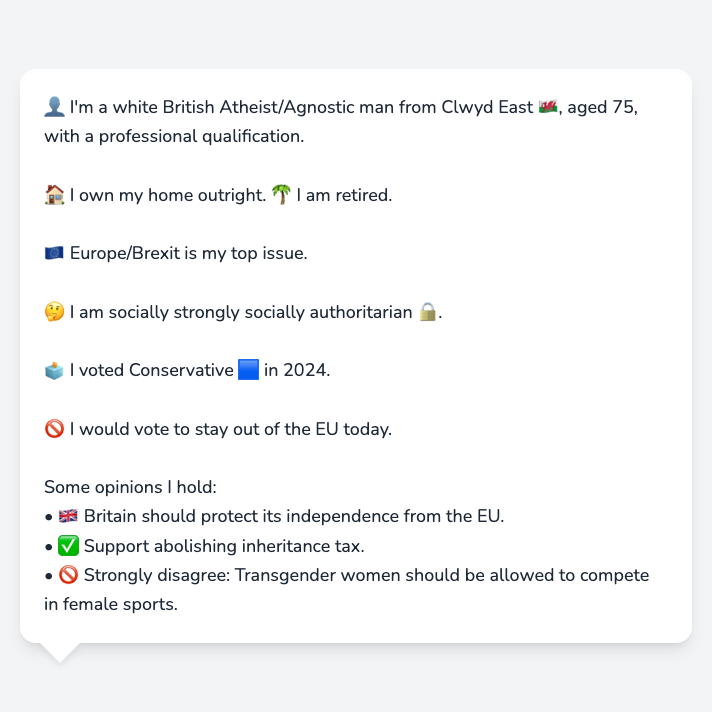 👤 I'm a white British Atheist/Agnostic man from Clwyd East 🏴󠁧󠁢󠁷󠁬󠁳󠁿, aged 75,
with a professional qualification.
🏠 I own my home outright. 🌴 I am retired.
🇪🇺 Europe/Brexit is my top issue.
🤔 I am socially strongly socially authoritarian 🔒.
🗳️ I voted Conservative 🟦 in 2024.
🚫 I would vote to stay out of the EU today.
Some opinions I hold:
• 🇬🇧 Britain should protect its independence from the EU.
• ✅ Support abolishing inheritance tax.
• 🚫 Strongly disagree: Transgender women should be allowed to compete
in female sports.